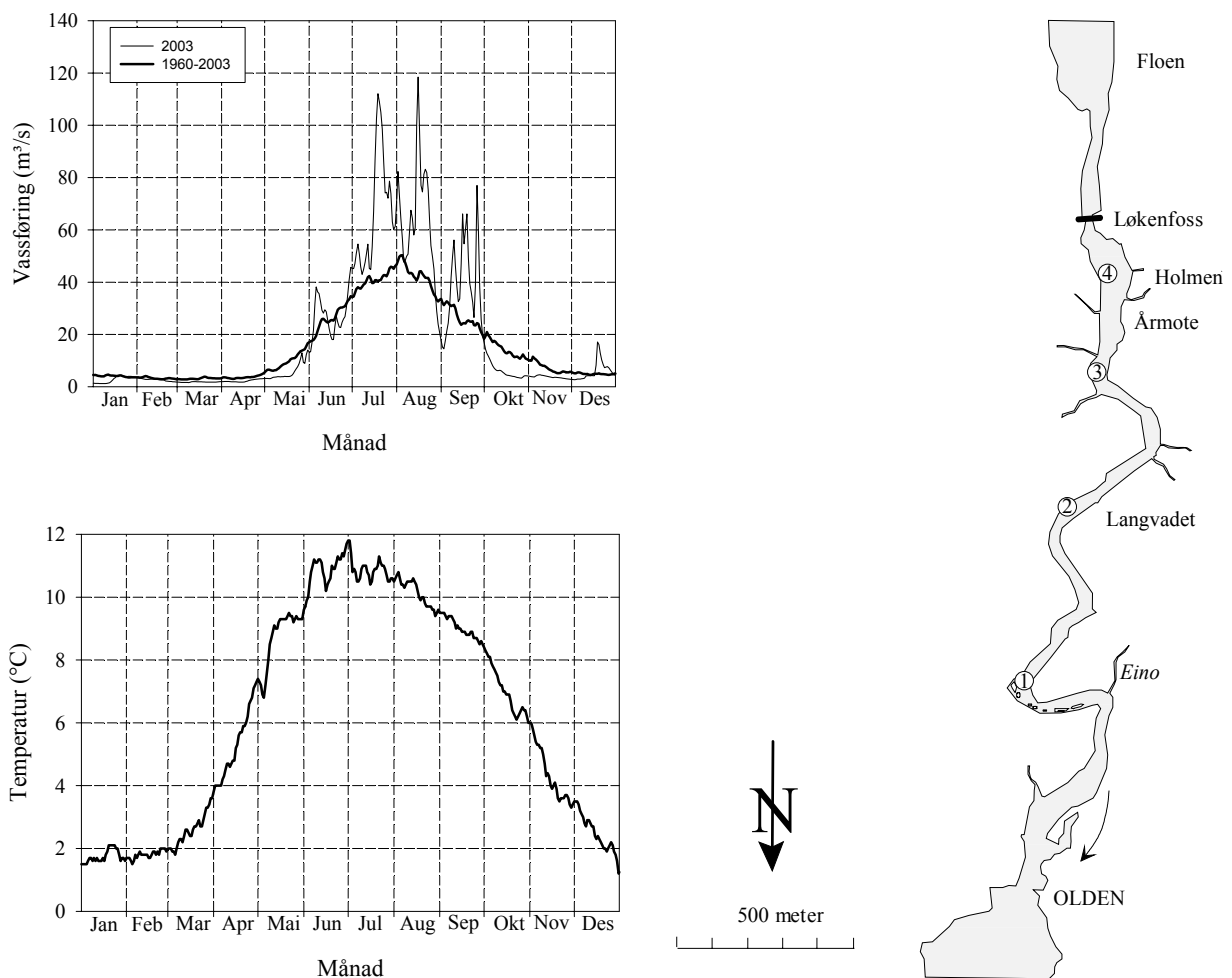 140
120
100
80
60
40
20
0
Vassføring (m³/s)
2003
1960-2003
Jan Feb Mar Apr Mai Jun Jul Aug Sep Okt Nov Des
Månad
12
10
8
6
4
2
0
Temperatur (°C)
Jan Feb Mar Apr Mai Jun Jul Aug Sep Okt Nov Des
Månad
Floen
Løkenfoss
4
Holmen
Årmote
3
2
Langvadet
1
Eino
N
OLDEN
500 meter